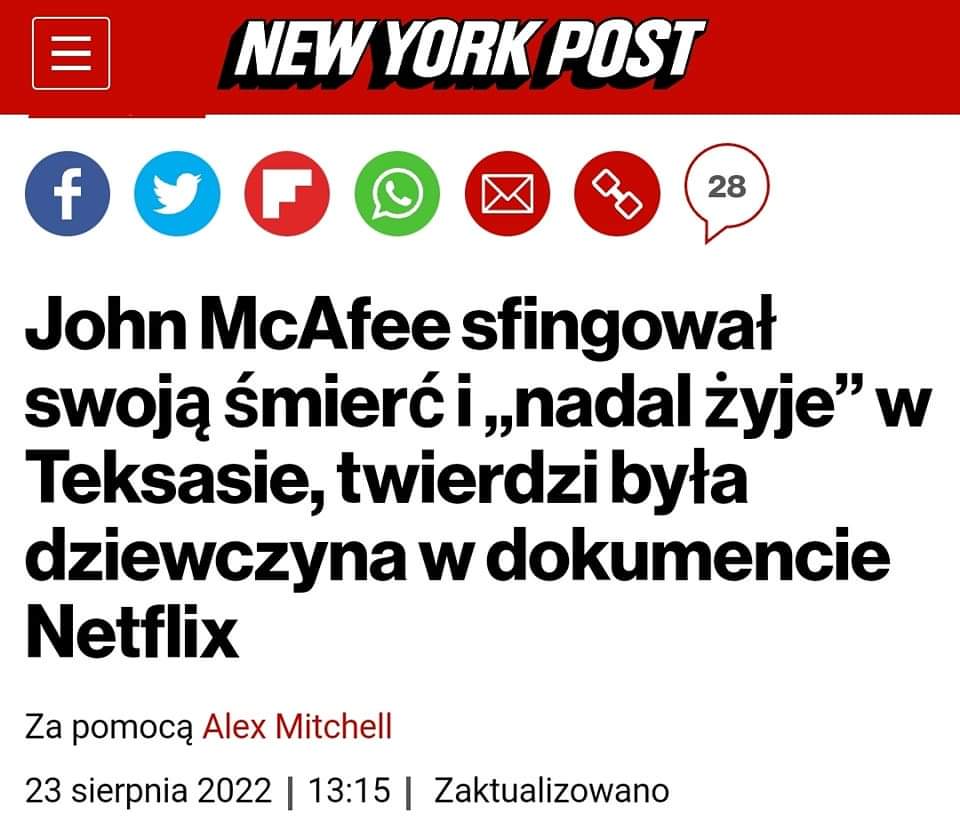 NEW YORK POST
28
John McAfee sfingował
swoją śmierć i „nadal żyje” w
Teksasie, twierdzi była
dziewczyna w dokumencie
Netflix
Za pomocą Alex Mitchell
23 sierpnia 2022 | 13:15 | Zaktualizowano